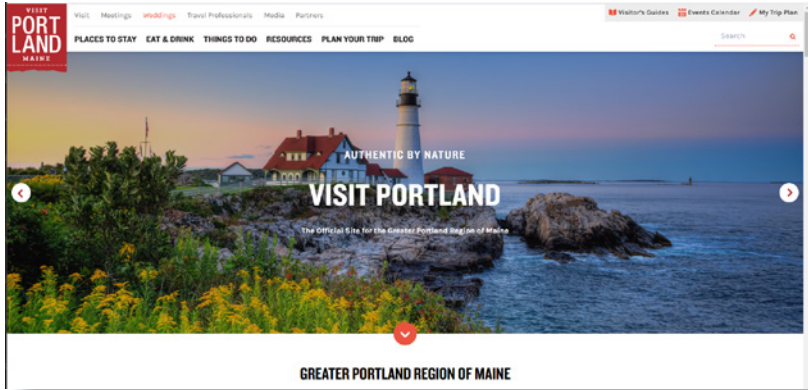 VISIT
PORT
LAND
MAINE
Visit Meetings Weddings Travel Professionals Media Partners
Visitor's Guides Events Calendar My Trip Plan
PLACES TO STAY EAT & DRINK THINGS TO DO RESOURCES PLAN YOUR TRIP BLOG
Search
AUTHENTIC BY NATURE
VISIT PORTLAND
The Official Site for the Greater Portland Region of Maine
GREATER PORTLAND REGION OF MAINE